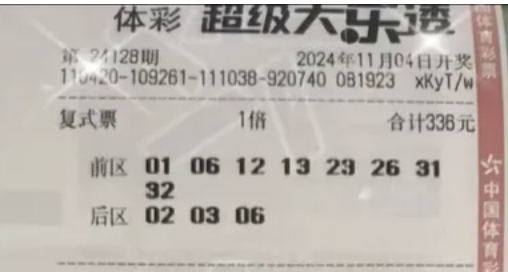 体彩 超级大乐透
第 24128期 2024年11月04日开奖
110420-109261-111038-920740 081923 xKyT/w
复式票 1倍 合计336元
前区 01 06 12 13 23 26 31
32
后区 02 03 06
国体育彩票
中国体育彩